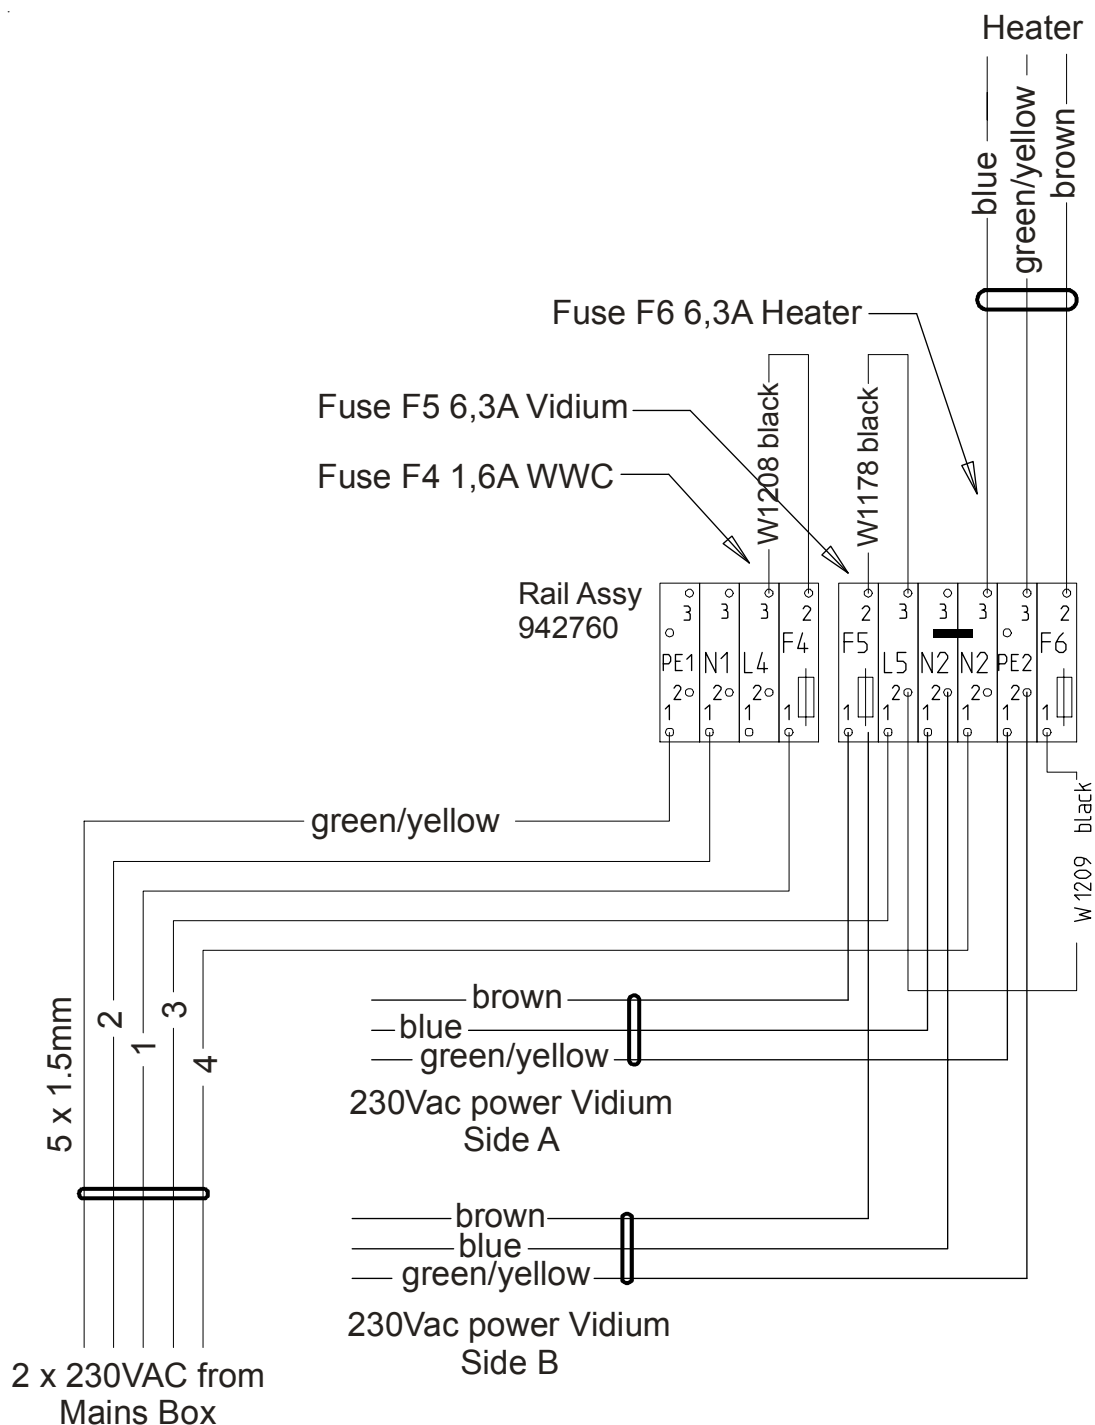 Heater
blue
green/yellow
brown
Fuse F6 6,3A Heater
Fuse F5 6,3A Vidium
Fuse F4 1,6A WWC
W1208 black
W1178 black
Rail Assy
942760
3 3 3 2
PE1 N1 L4 F4
2 2 2
1 1 1 1
2 3 3 3 3 2
F5 L5 N2 N2 PE2 F6
2 2 2 2
1 1 1 1 1 1
green/yellow
W1209 black
5 x 1.5mm
2
1
3
4
brown
blue
green/yellow
230Vac power Vidium
Side A
brown
blue
green/yellow
230Vac power Vidium
Side B
2 x 230VAC from
Mains Box